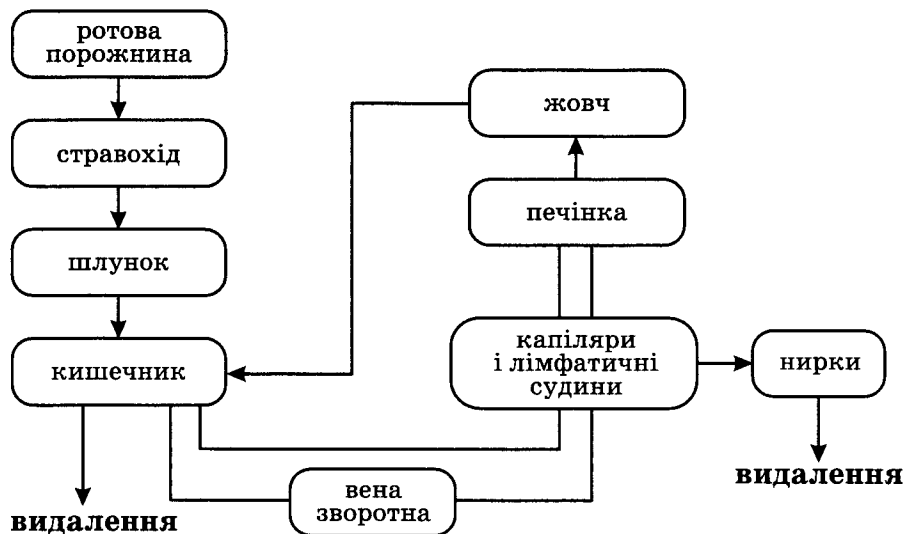 ротова
порожнина
стравохід
шлунок
кишечник
видалення
жовч
печінка
капіляри
і лімфатичні
судини
нирки
видалення
вена
зворотна